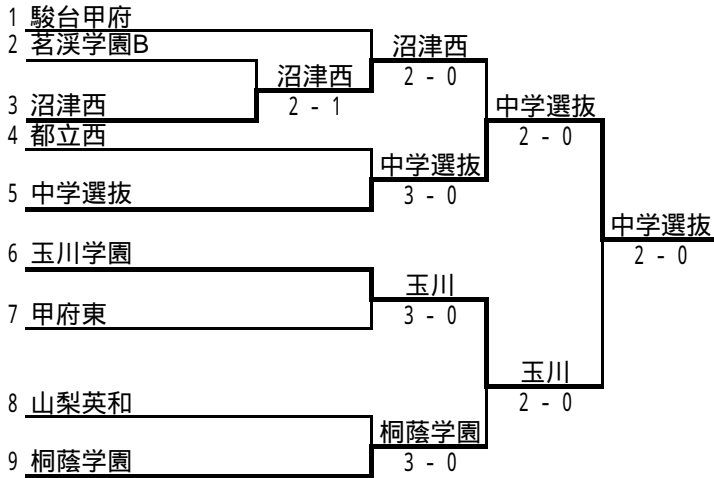 1 駿台甲府
2 茗渓学園B
沼津西
沼津西
2 - 0
2 - 1
3 沼津西
中学選抜
2 - 0
4 都立西
中学選抜
3 - 0
5 中学選抜
中学選抜
2 - 0
6 玉川学園
玉川
3 - 0
7 甲府東
玉川
2 - 0
8 山梨英和
桐蔭学園
3 - 0
9 桐蔭学園